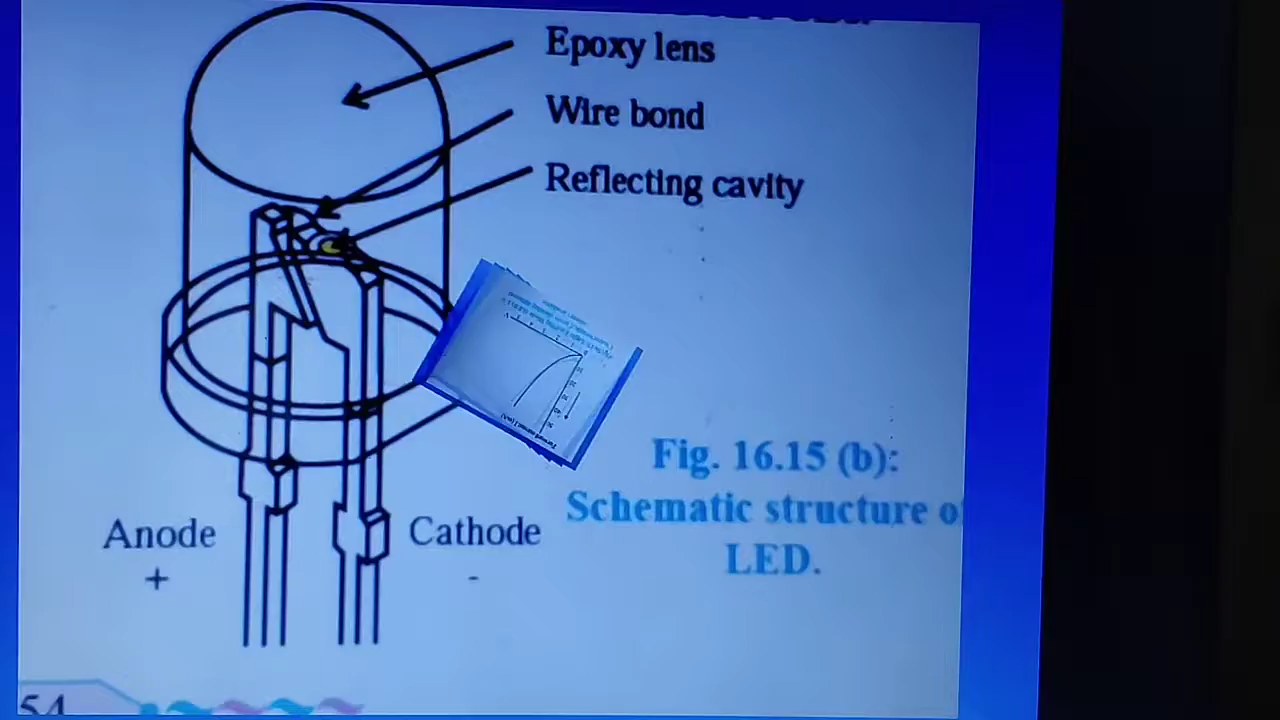 Epoxy lens
Wire bond
Reflecting cavity
Fig. 16.15 (b):
Schematic structure o
LED.
Anode
Cathode
+
-
54